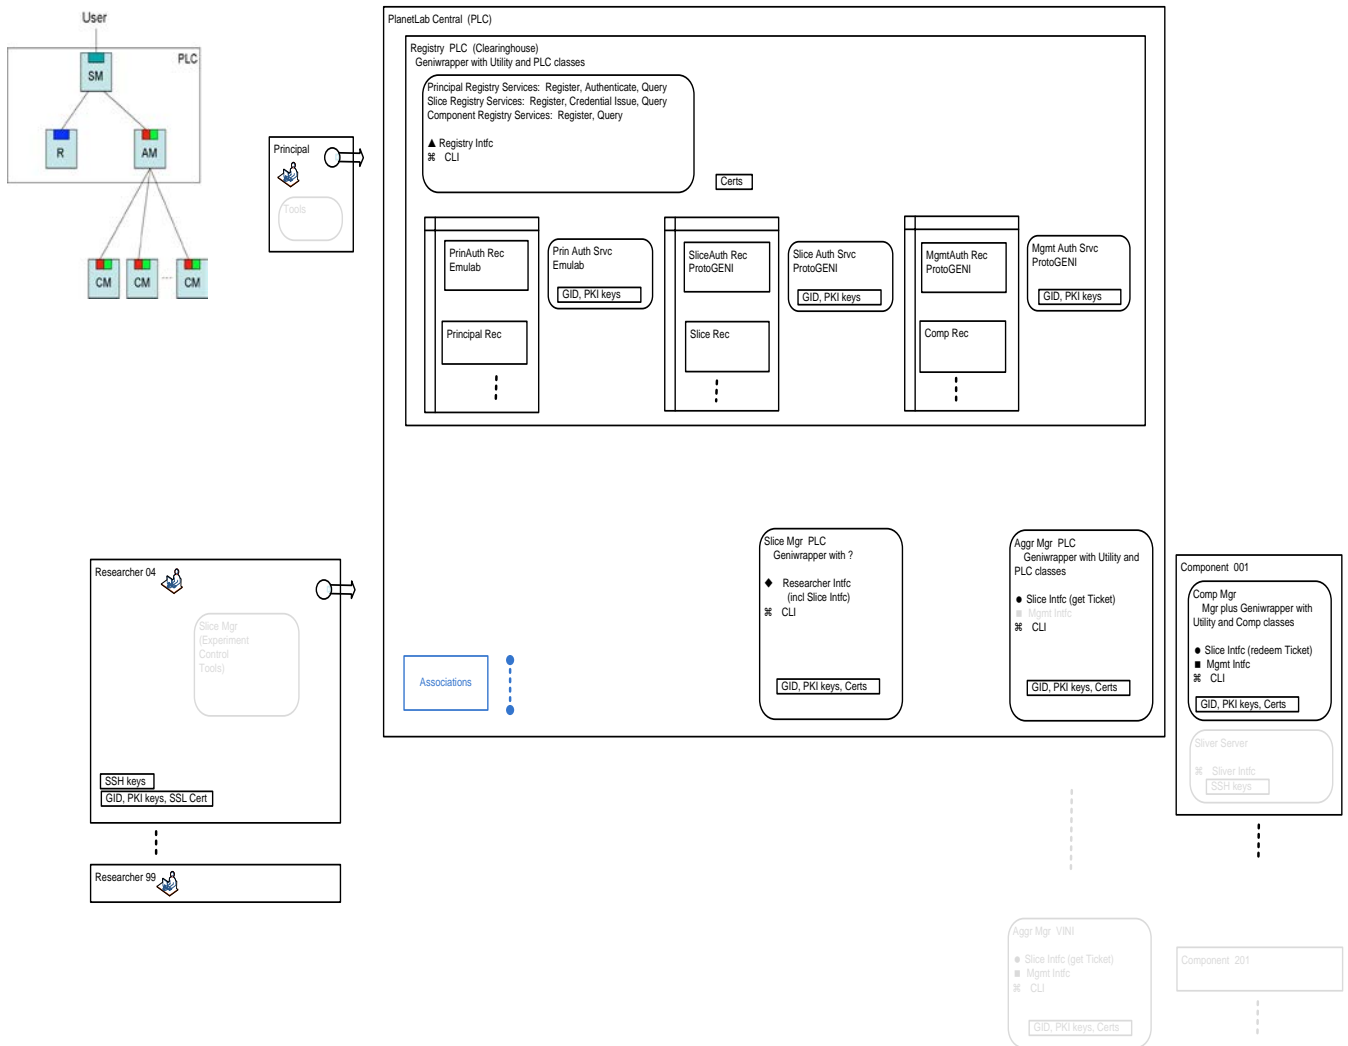 User
PLC
SM
R
AM
CM
CM
CM
Principal
Tools
PlanetLab Central (PLC)
Registry PLC (Clearinghouse)
Geniwrapper with Utility and PLC classes
Principal Registry Services: Register, Authenticate, Query
Slice Registry Services: Register, Credential Issue, Query
Component Registry Services: Register, Query
▲ Registry Intfc
⌘ CLI
Certs
PrinAuth Rec
Emulab
Principal Rec
Prin Auth Srvc
Emulab
GID, PKI keys
SliceAuth Rec
ProtoGENI
Slice Rec
Slice Auth Srvc
ProtoGENI
GID, PKI keys
MgmtAuth Rec
ProtoGENI
Comp Rec
Mgmt Auth Srvc
ProtoGENI
GID, PKI keys
Researcher 04
Slice Mgr
(Experiment
Control
Tools)
SSH keys
GID, PKI keys, SSL Cert
Researcher 99
Associations
Slice Mgr PLC
Geniwrapper with ?
♦ Researcher Intfc
(incl Slice Intfc)
⌘ CLI
GID, PKI keys, Certs
Aggr Mgr PLC
Geniwrapper with Utility and
PLC classes
● Slice Intfc (get Ticket)
■ Mgmt Intfc
⌘ CLI
GID, PKI keys, Certs
Component 001
Comp Mgr
Mgr plus Geniwrapper with
Utility and Comp classes
● Slice Intfc (redeem Ticket)
■ Mgmt Intfc
⌘ CLI
GID, PKI keys, Certs
Sliver Server
⌘ Sliver Intfc
SSH keys
Aggr Mgr VINI
● Slice Intfc (get Ticket)
■ Mgmt Intfc
⌘ CLI
GID, PKI keys, Certs
Component 201